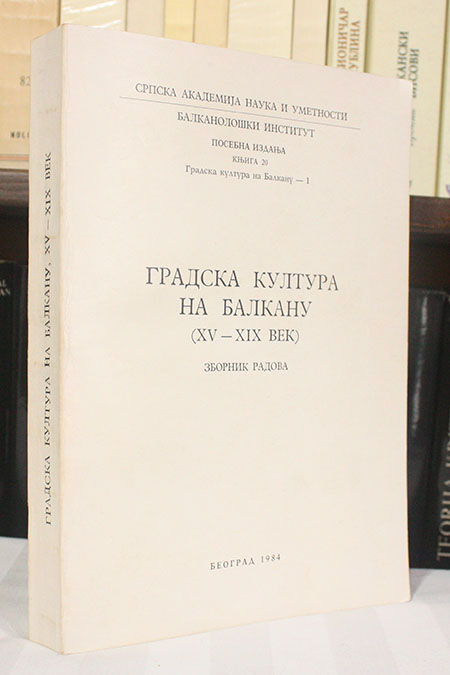 СРПСКА АКАДЕМИЈА НАУКА И УМЕТНОСТИ
БАЛКАНОЛОШКИ ИНСТИТУТ
ПОСЕБНА ИЗДАЊА
КЊИГА 20
Градска култура на Балкану — 1
ГРАДСКА КУЛТУРА
НА БАЛКАНУ
(XV — XIX ВЕК)
ЗБОРНИК РАДОВА
БЕОГРАД 1984
ГРАДСКА КУЛТУРА НА БАЛКАНУ, XV — XIX ВЕК
ТЕОРИЈА